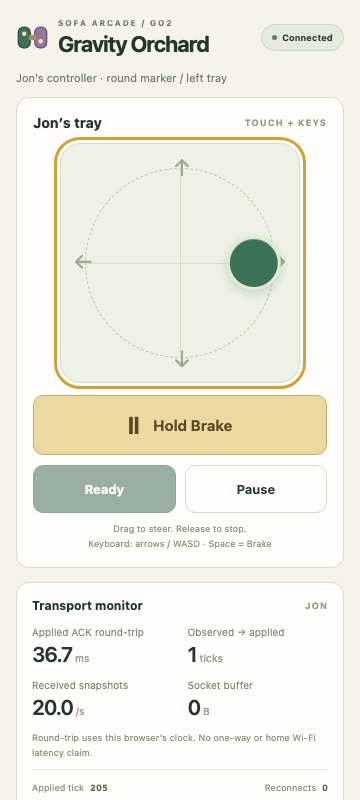 SOFA ARCADE / GO2
Gravity Orchard
Connected
Jon's controller · round marker / left tray
Jon's tray
TOUCH + KEYS
Hold Brake
Ready
Pause
Drag to steer. Release to stop.
Keyboard: arrows / WASD · Space = Brake
Transport monitor
JON
Applied ACK round-trip
Observed → applied
36.7 ms
1 ticks
Received snapshots
Socket buffer
20.0 /s
0 B
Round-trip uses this browser's clock. No one-way or home Wi-Fi
latency claim.
Applied tick 205
Reconnects 0